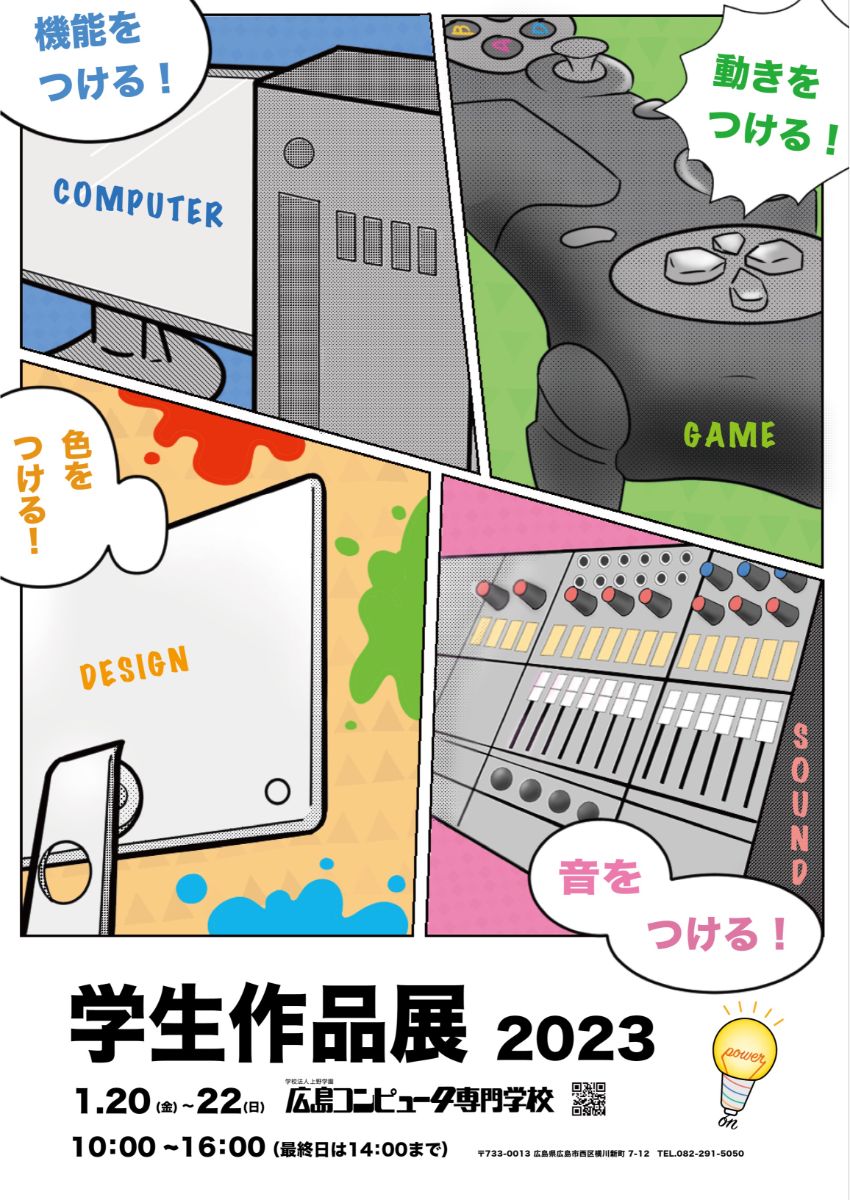 機能を
つける！
動きを
つける！
COMPUTER
GAME
色を
つける！
DESIGN
SOUND
音を
つける！
学生作品展 2023
power
on
1.20(金)~22(日)
学校法人上野学園
広島コンピュータ専門学校
10:00 ~16:00(最終日は14:00まで)
〒733-0013 広島県広島市西区横川新町 7-12 TEL.082-291-5050